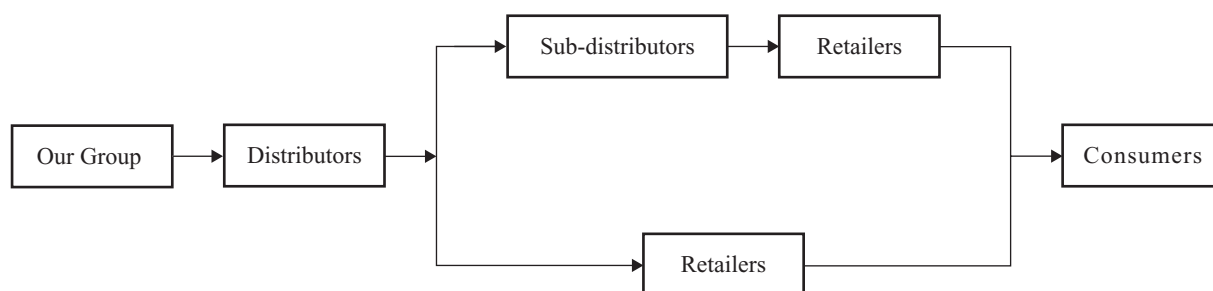 Sub-distributors
Retailers
Our Group
Distributors
Consumers
Retailers